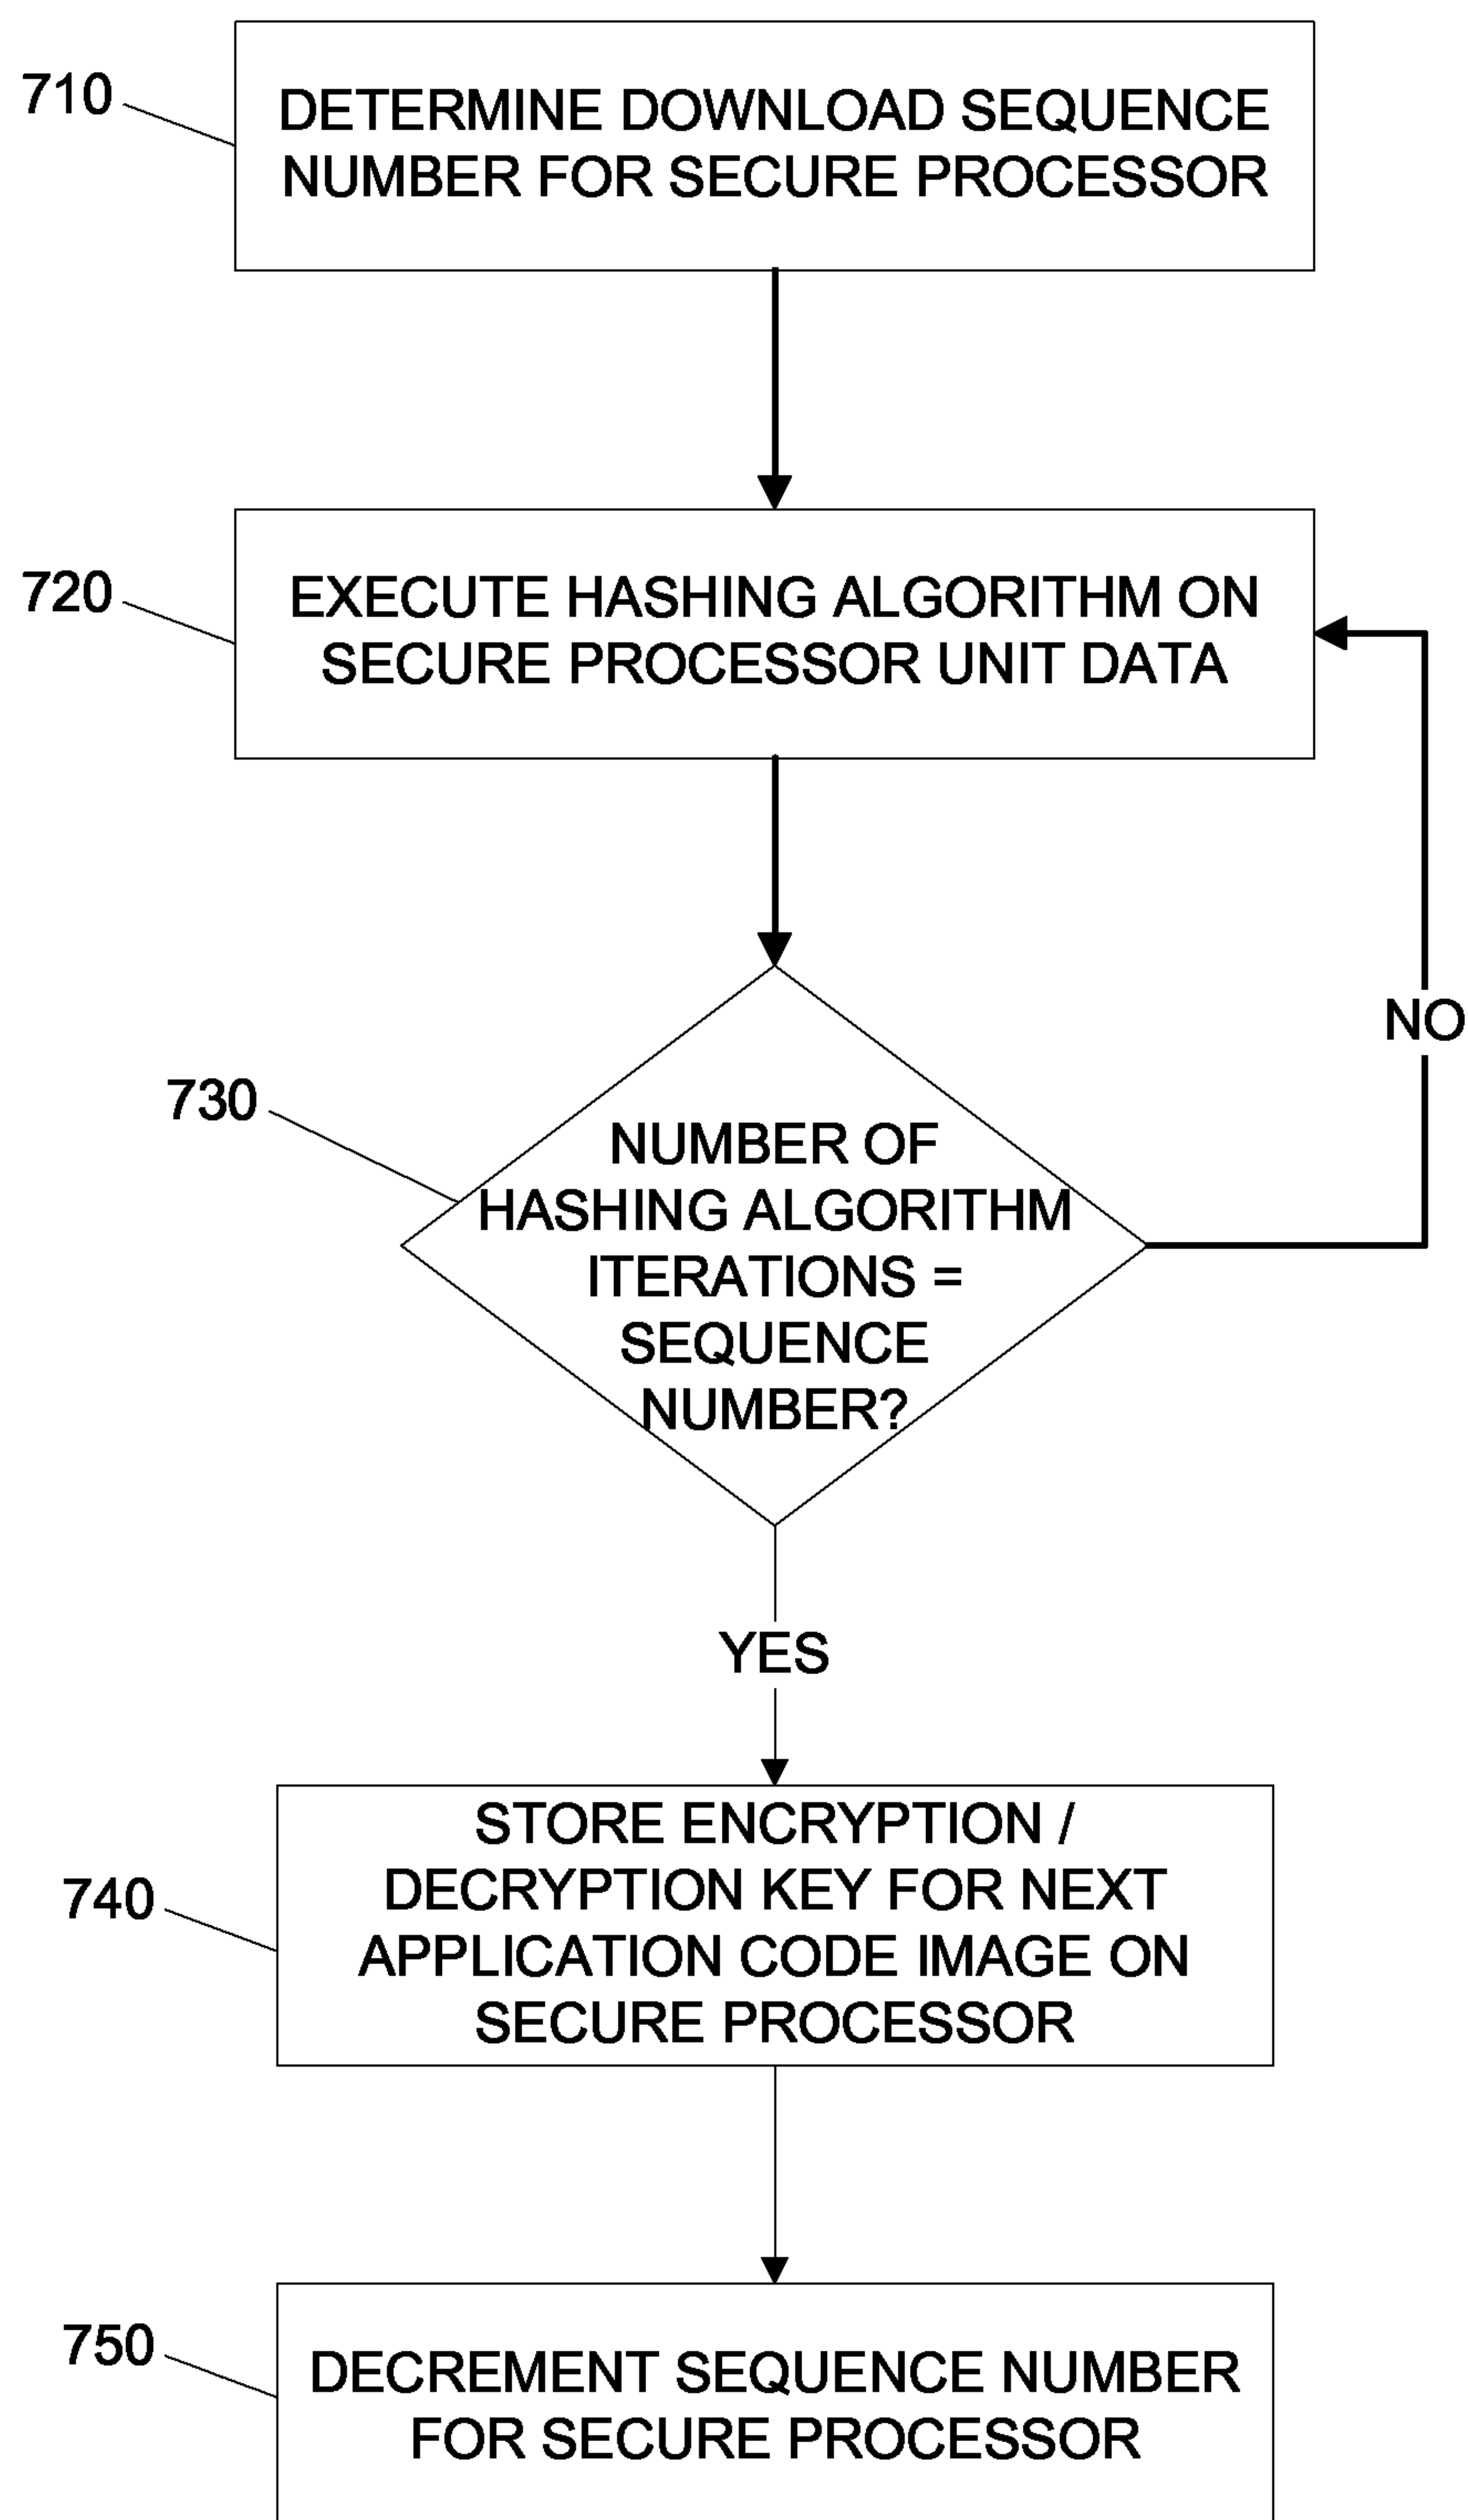 710
DETERMINE DOWNLOAD SEQUENCE
NUMBER FOR SECURE PROCESSOR
720
EXECUTE HASHING ALGORITHM ON
SECURE PROCESSOR UNIT DATA
NO
730
NUMBER OF
HASHING ALGORITHM
ITERATIONS =
SEQUENCE
NUMBER?
YES
740
STORE ENCRYPTION /
DECRYPTION KEY FOR NEXT
APPLICATION CODE IMAGE ON
SECURE PROCESSOR
750
DECREMENT SEQUENCE NUMBER
FOR SECURE PROCESSOR